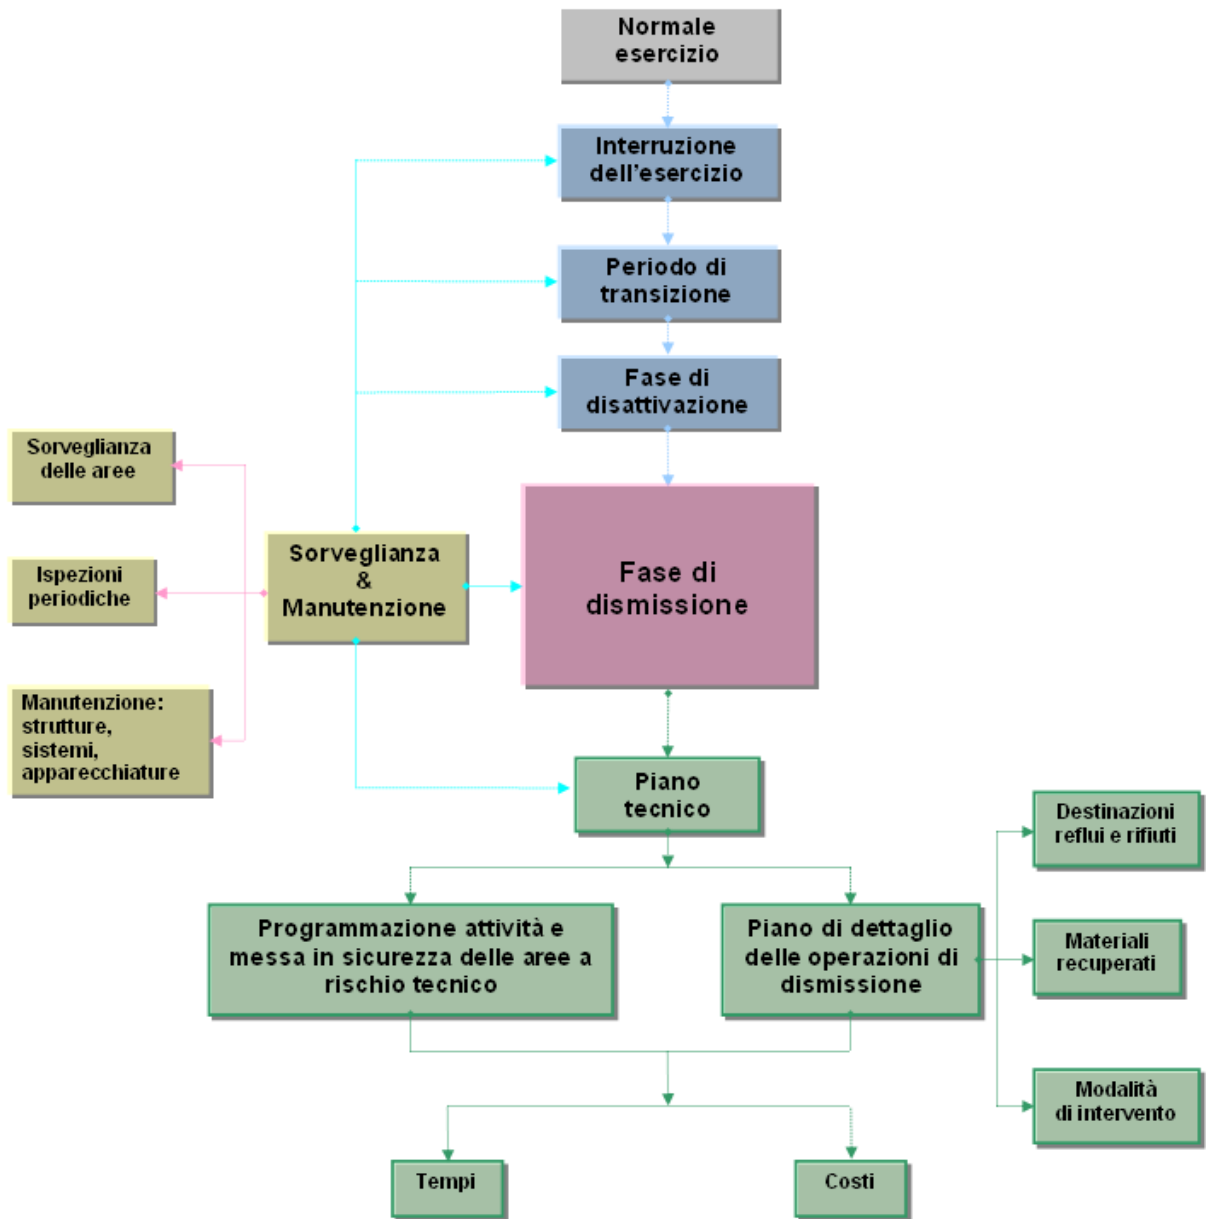 Normale
esercizio
Interruzione
dell'esercizio
Periodo di
transizione
Fase di
disattivazione
Sorveglianza
delle aree
Ispezioni
periodiche
Manutenzione:
strutture,
sistemi,
apparecchiature
Sorveglianza
&
Manutenzione
Fase di
dismissione
Piano
tecnico
Programmazione attività e
messa in sicurezza delle aree a
rischio tecnico
Piano di dettaglio
delle operazioni di
dismissione
Destinazioni
reflui e rifiuti
Materiali
recuperati
Modalità
di intervento
Tempi
Costi